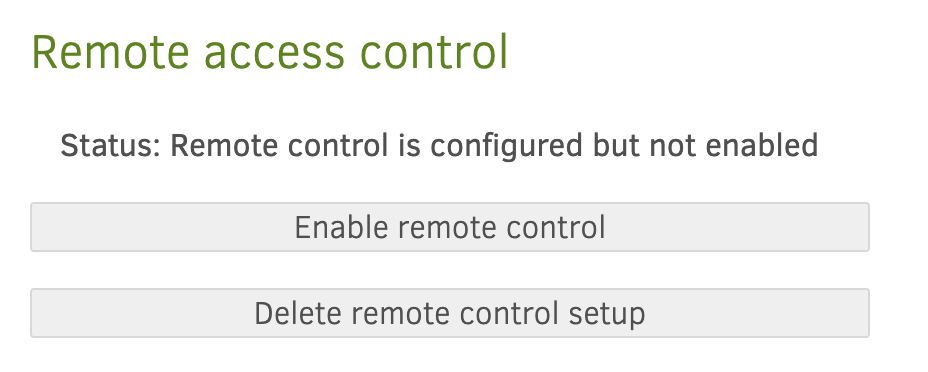 Remote access control
Status: Remote control is configured but not enabled
Enable remote control
Delete remote control setup